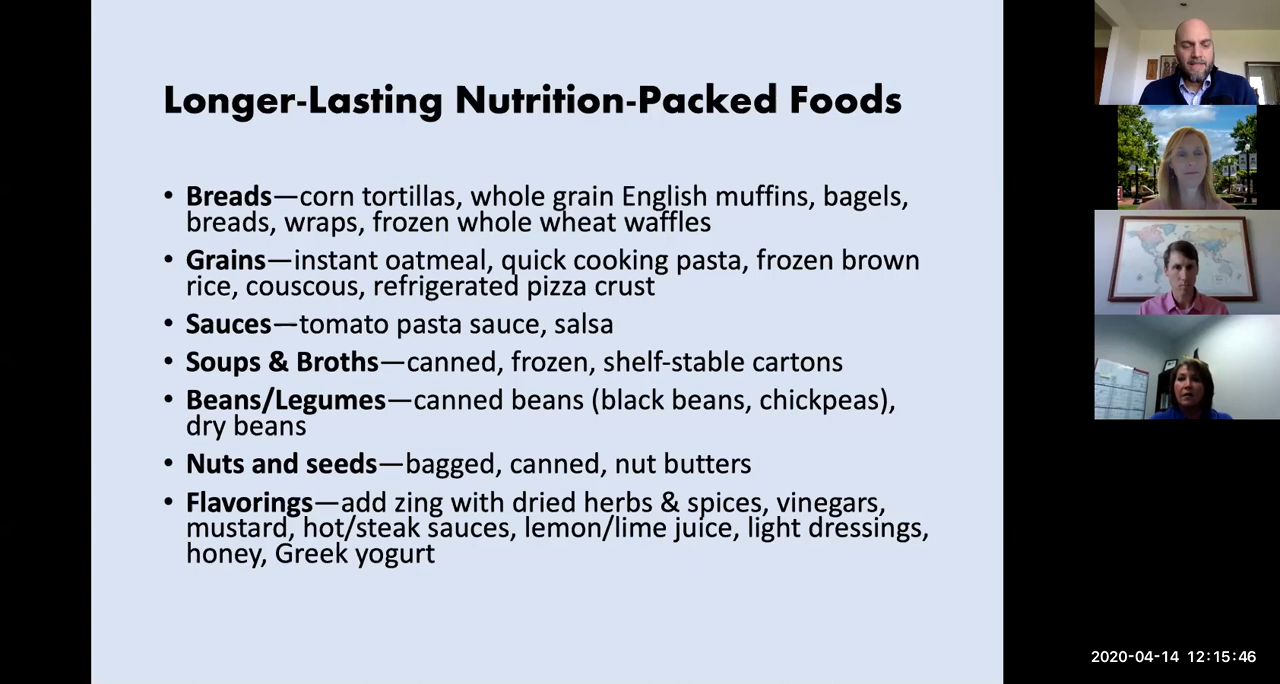 Longer-Lasting Nutrition-Packed Foods
• Breads—corn tortillas, whole grain English muffins, bagels,
breads, wraps, frozen whole wheat waffles
• Grains—instant oatmeal, quick cooking pasta, frozen brown
rice, couscous, refrigerated pizza crust
• Sauces—tomato pasta sauce, salsa
• Soups & Broths—canned, frozen, shelf-stable cartons
• Beans/Legumes—canned beans (black beans, chickpeas),
dry beans
• Nuts and seeds—bagged, canned, nut butters
• Flavorings—add zing with dried herbs & spices, vinegars,
mustard, hot/steak sauces, lemon/lime juice, light dressings,
honey, Greek yogurt
2020-04-14 12:15:46